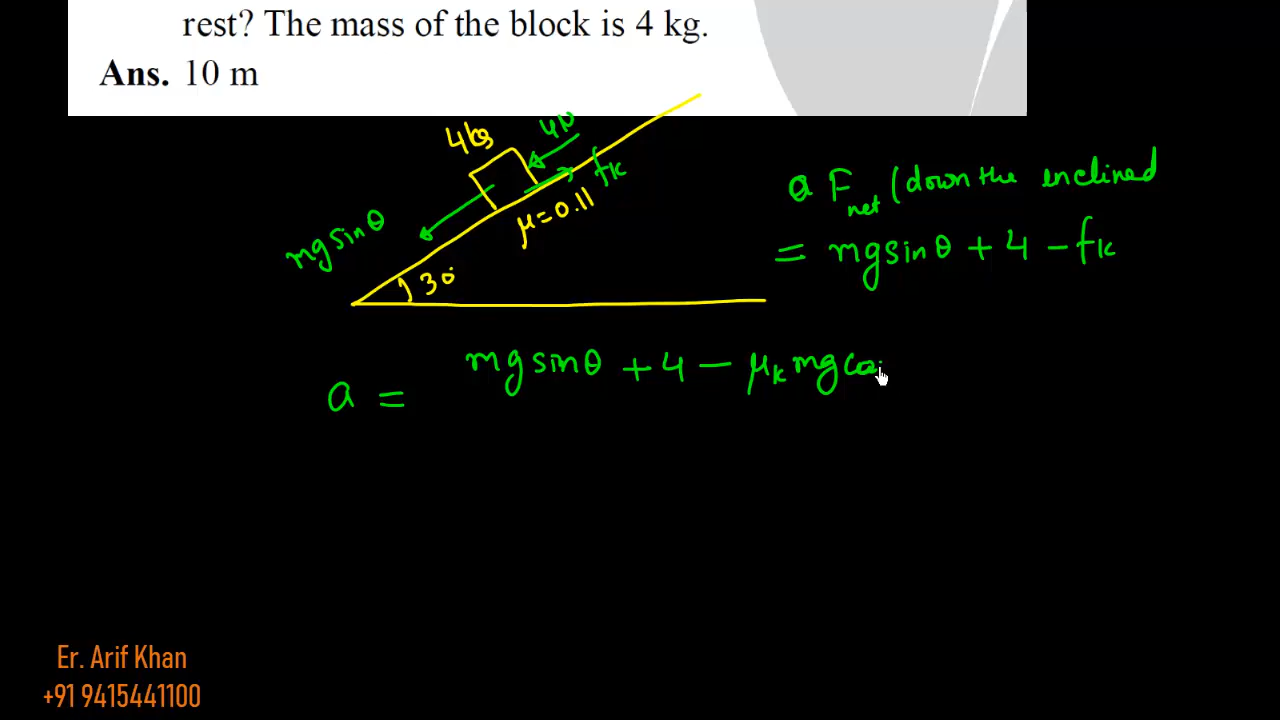 rest? The mass of the block is 4 kg.
Ans. 10 m
4kg
4N
fk
μ=0.11
mg sinθ
30°
a Fnet (down the inclined
= mg sinθ + 4 - fk
a = mg sinθ + 4 - μk mg cos
Er. Arif Khan
+91 9415441100